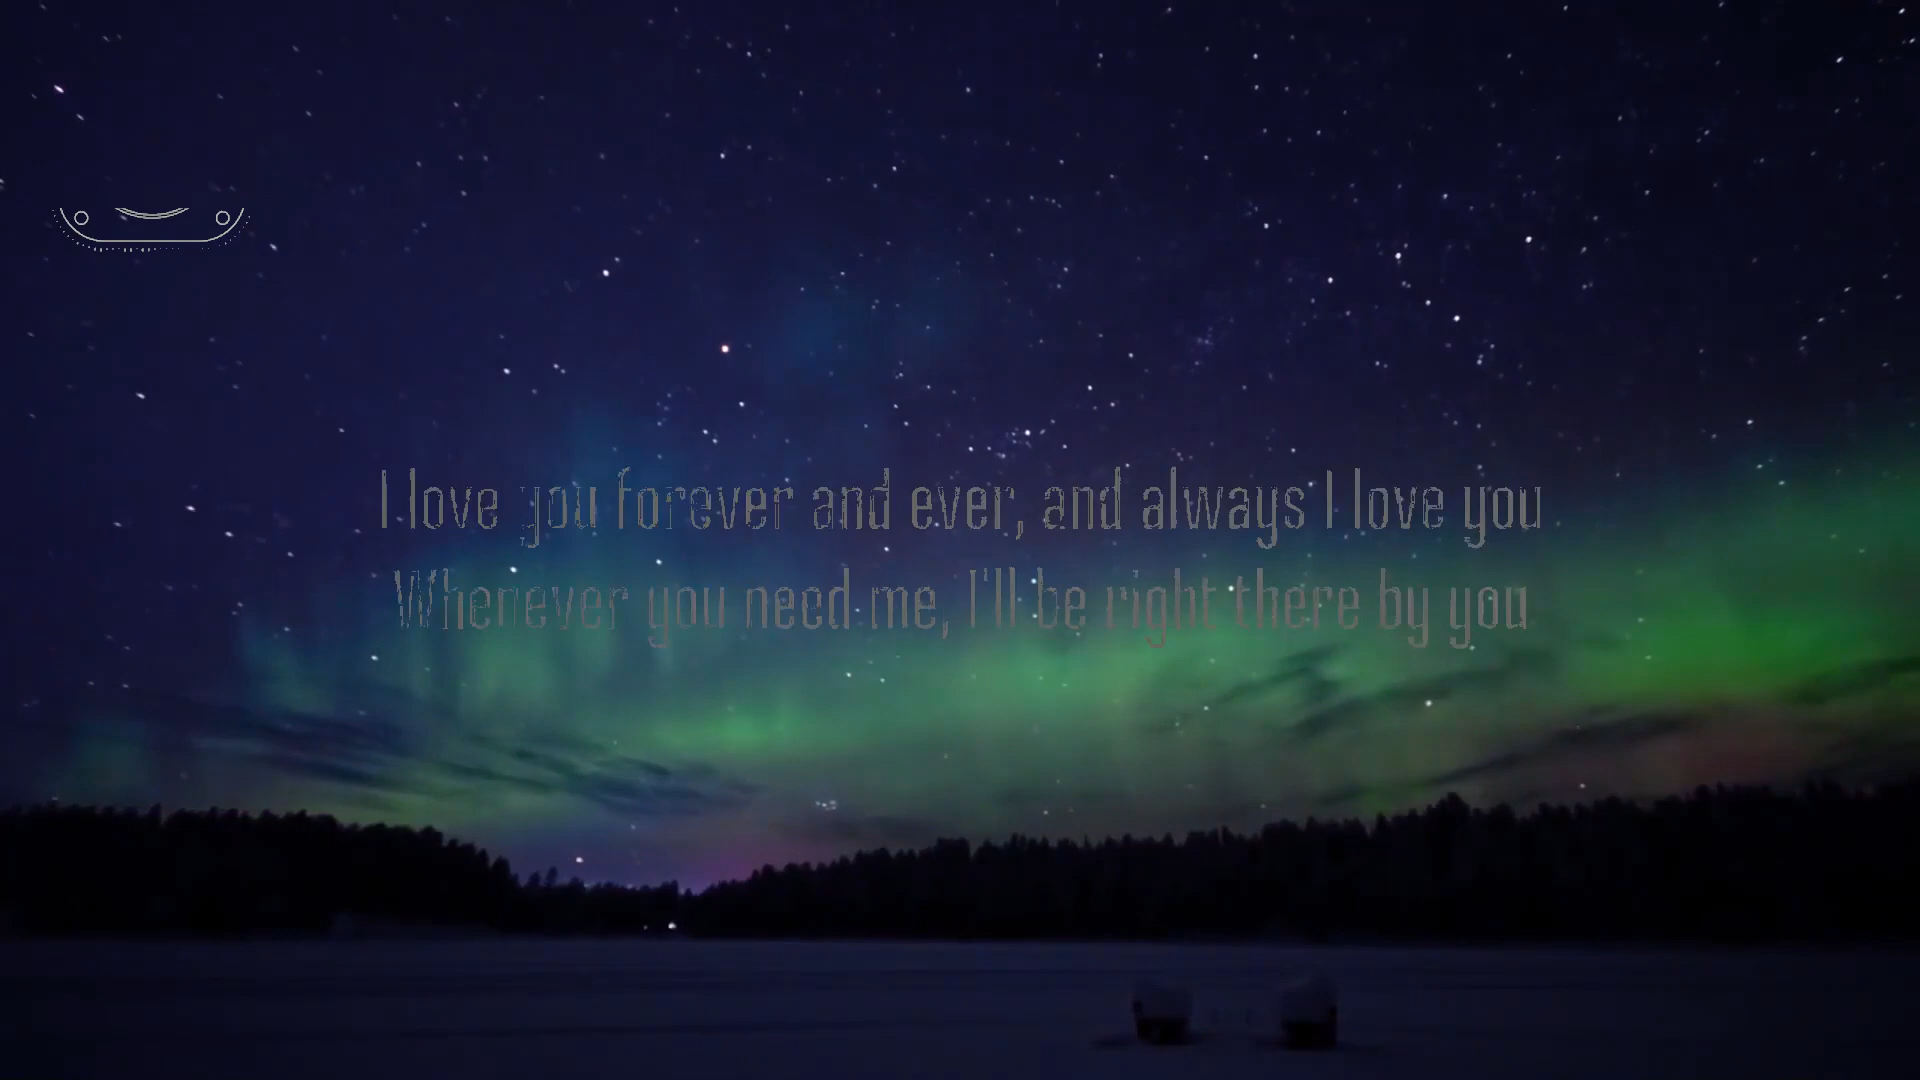 I love you forever and ever, and always I love you
Whenever you need me, I'll be right there by you